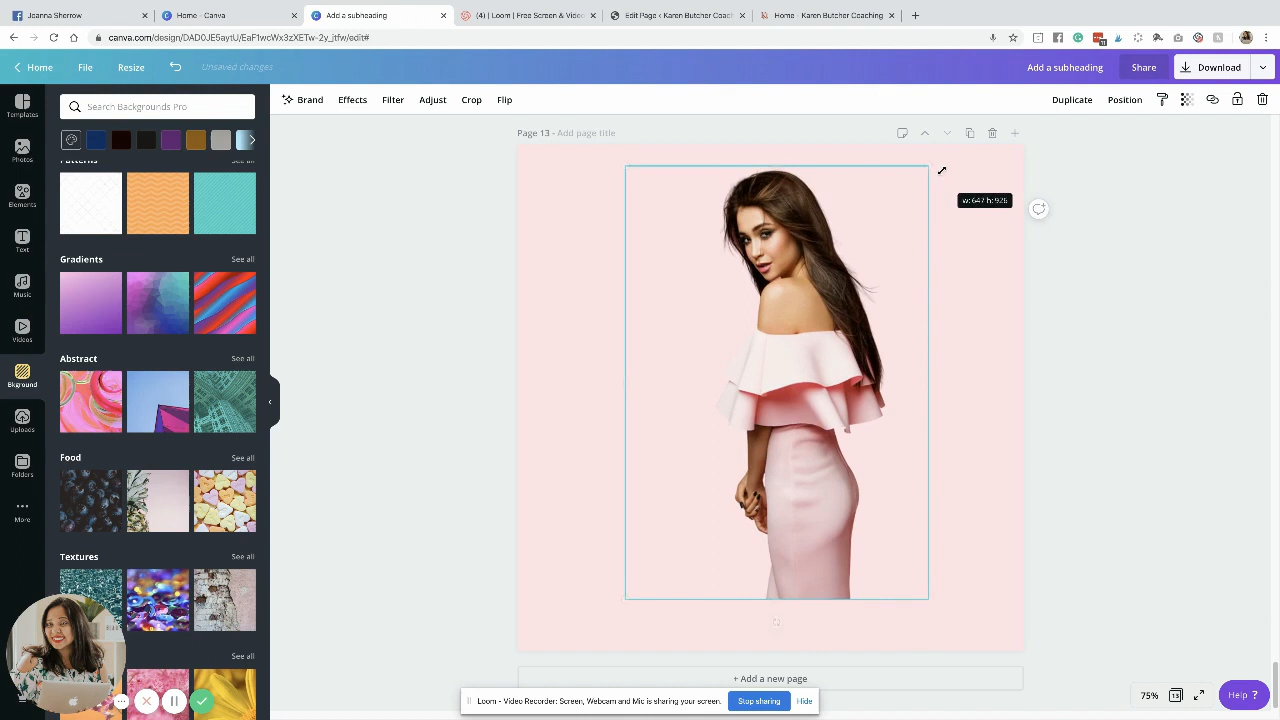 Joanna Sherrow
Home - Canva
Add a subheading
(4) | Loom | Free Screen & Video
Edit Page ‹ Karen Butcher Coach
Home - Karen Butcher Coaching
canva.com/design/DAD0JE5aytU/EaF1wcWx3zXETw-2y_jtfw/edit#
Home
File
Resize
Unsaved changes
Add a subheading
Share
Download
Templates
Photos
Elements
Text
Music
Videos
Bkground
Uploads
Folders
More
Search Backgrounds Pro
Patterns
See all
Gradients
See all
Abstract
See all
Food
See all
Textures
See all
See all
Brand
Effects
Filter
Adjust
Crop
Flip
Duplicate
Position
Page 13 - Add page title
w: 647 h: 926
+ Add a new page
Loom - Video Recorder: Screen, Webcam and Mic is sharing your screen.
Stop sharing
Hide
75%
Help ?